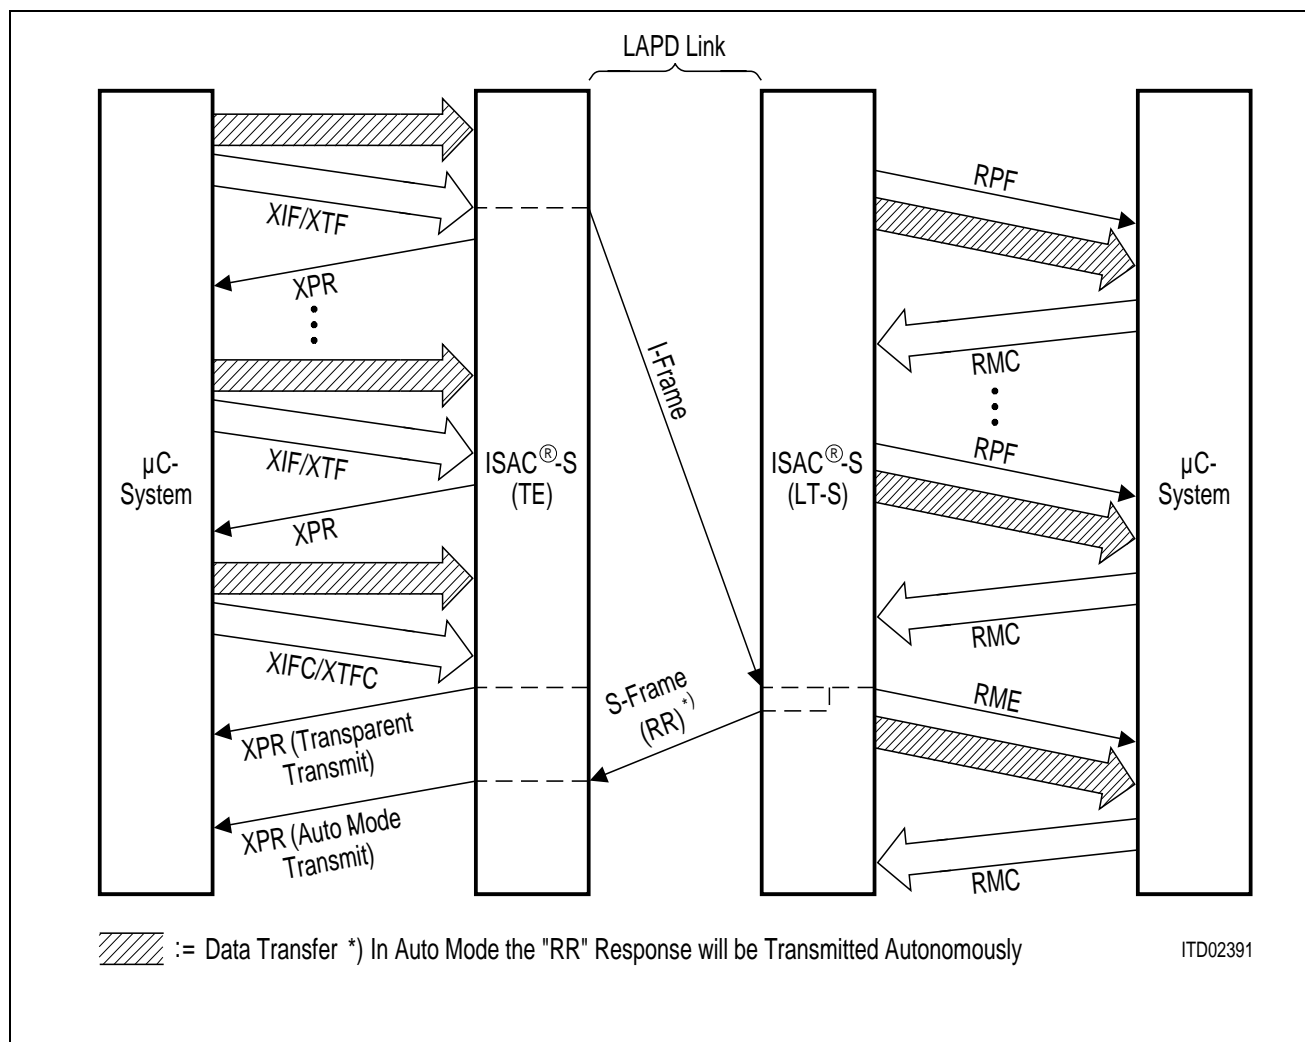 LAPD Link
XIF/XTF
XPR
XIF/XTF
XPR
XIFC/XTFC
XPR (Transparent
Transmit)
XPR (Auto Mode
Transmit)
µC-
System
ISAC®-S
(TE)
I-Frame
S-Frame
(RR)*)
ISAC®-S
(LT-S)
RPF
RMC
RPF
RMC
RME
RMC
µC-
System
:= Data Transfer *) In Auto Mode the "RR" Response will be Transmitted Autonomously
ITD02391